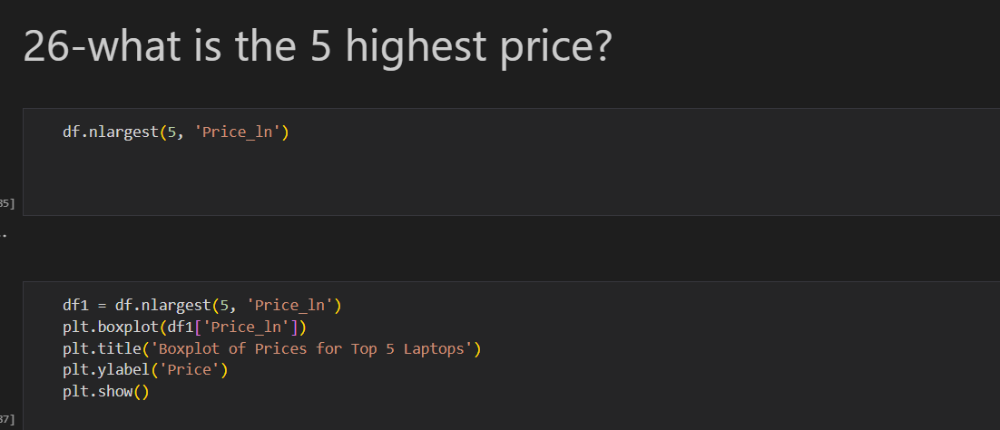 26-what is the 5 highest price?
df.nlargest(5, 'Price_ln')
35]
df1 = df.nlargest(5, 'Price_ln')
plt.boxplot(df1['Price_ln'])
plt.title('Boxplot of Prices for Top 5 Laptops')
plt.ylabel('Price')
plt.show()
37]